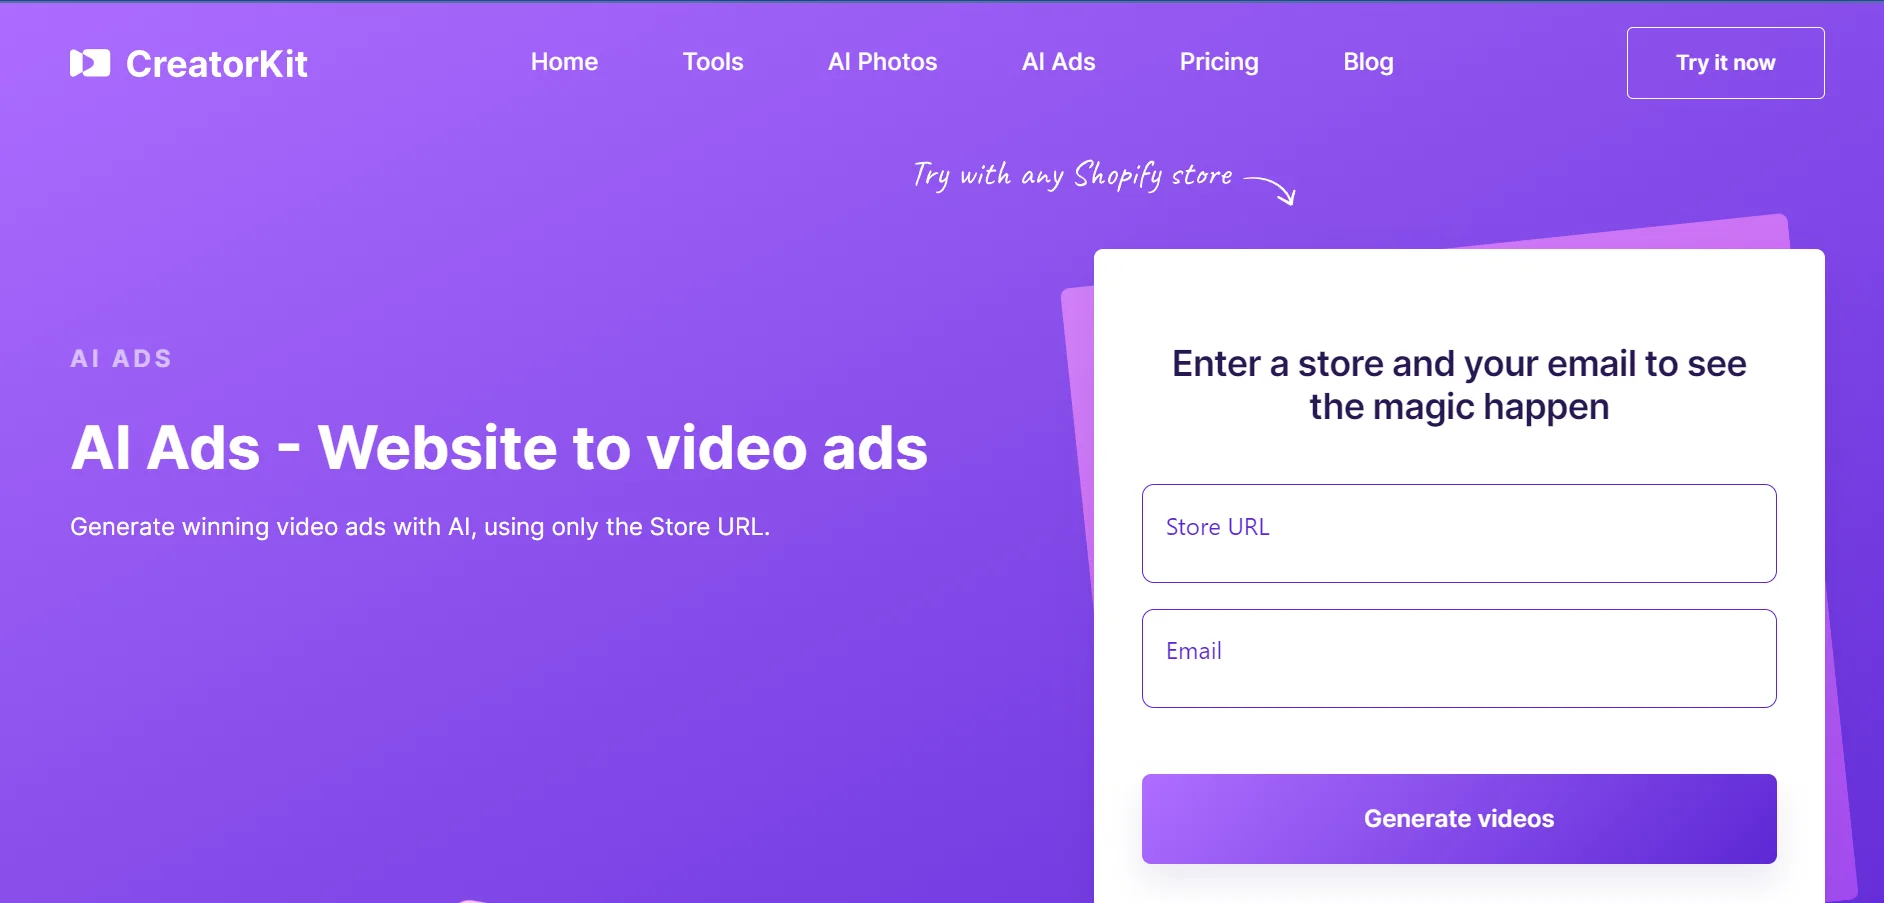 CreatorKit
Home
Tools
AI Photos
AI Ads
Pricing
Blog
Try it now
Try with any Shopify store
AI ADS
AI Ads - Website to video ads
Generate winning video ads with AI, using only the Store URL.
Enter a store and your email to see
the magic happen
Store URL
Email
Generate videos